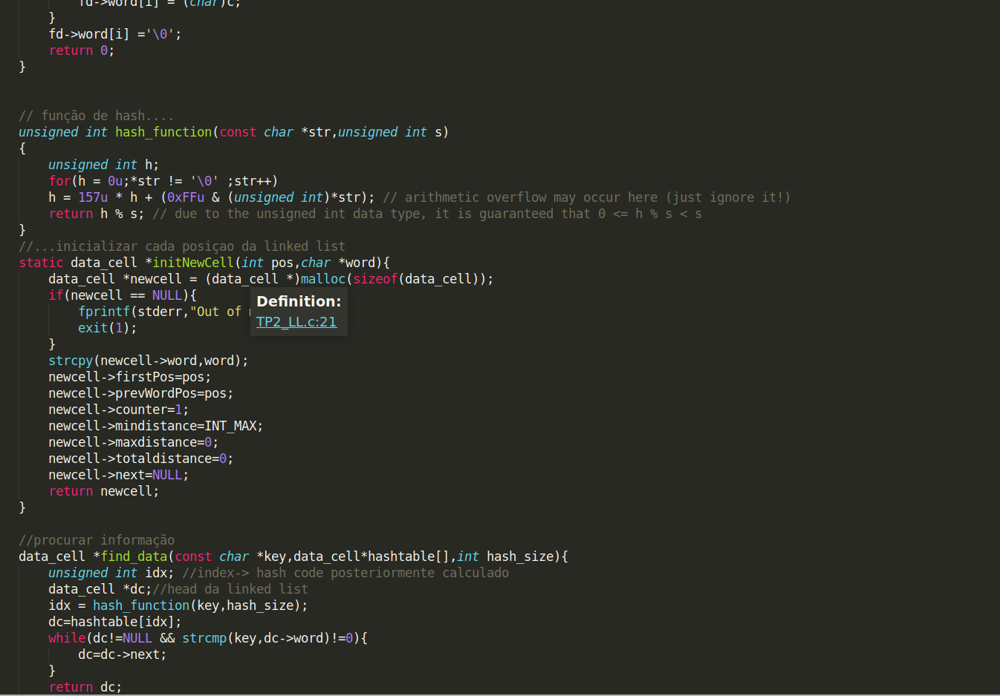 fd->word[i] = (char)c;
}
fd->word[i] ='\0';
return 0;
}
// função de hash....
unsigned int hash_function(const char *str,unsigned int s)
{
unsigned int h;
for(h = 0u;*str != '\0' ;str++)
h = 157u * h + (0xFFu & (unsigned int)*str); // arithmetic overflow may occur here (just ignore it!)
return h % s; // due to the unsigned int data type, it is guaranteed that 0 <= h % s < s
}
//...inicializar cada posiçao da linked list
static data_cell *initNewCell(int pos,char *word){
data_cell *newcell = (data_cell *)malloc(sizeof(data_cell));
if(newcell == NULL){
Definition:
fprintf(stderr,"Out of
TP2_LL.c:21
exit(1);
}
strcpy(newcell->word,word);
newcell->firstPos=pos;
newcell->prevWordPos=pos;
newcell->counter=1;
newcell->mindistance=INT_MAX;
newcell->maxdistance=0;
newcell->totaldistance=0;
newcell->next=NULL;
return newcell;
}
//procurar informação
data_cell *find_data(const char *key,data_cell*hashtable[],int hash_size){
unsigned int idx; //index-> hash code posteriormente calculado
data_cell *dc;//head da linked list
idx = hash_function(key,hash_size);
dc=hashtable[idx];
while(dc!=NULL && strcmp(key,dc->word)!=0){
dc=dc->next;
}
return dc;